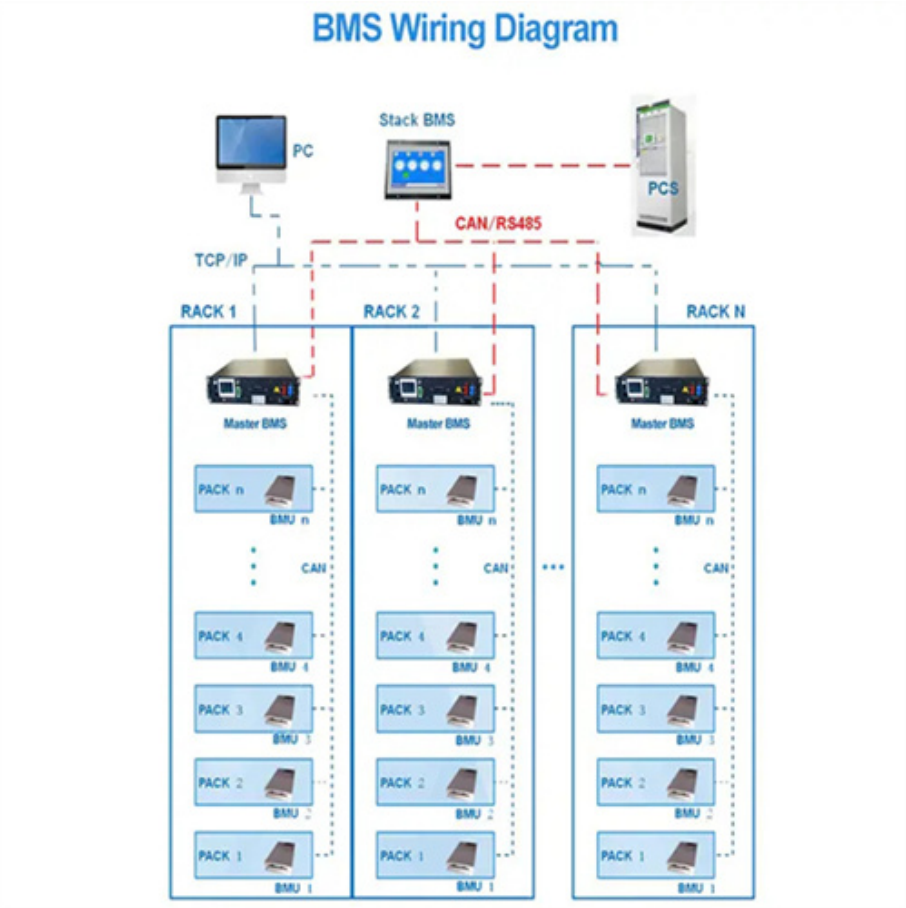 BMS Wiring Diagram
Stack BMS
PC
PCS
CAN/RS485
TCP/IP
RACK 1
RACK 2
RACK N
Master BMS
Master BMS
Master BMS
PACK n
BMU n
PACK n
BMU n
PACK n
BMU n
CAN
CAN
CAN
PACK 4
BMU 4
PACK 4
BMU 4
PACK 4
BMU 4
PACK 3
BMU 3
PACK 3
BMU 3
PACK 3
BMU 3
PACK 2
BMU 2
PACK 2
BMU 2
PACK 2
BMU 2
PACK 1
BMU 1
PACK 1
BMU 1
PACK 1
BMU 1